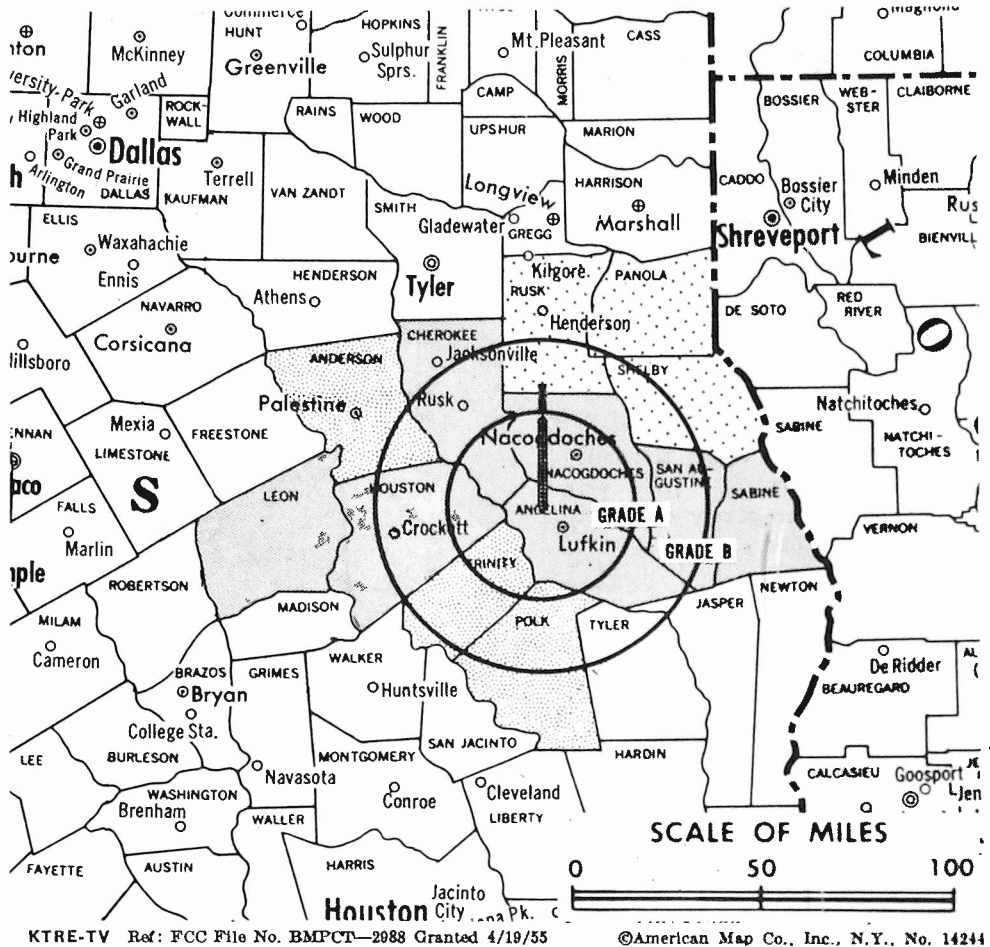 Commerce
HOPKINS
Magnolia
HUNT
McKinney
Greenville
Sulphur
Sprs.
FRANKLIN
Mt. Pleasant
CASS
MORRIS
COLUMBIA
Garland
Highland
Park
ROCK-
WALL
RAINS
WOOD
CAMP
UPSHUR
MARION
BOSSIER
WEB-
STER
CLAIBORNE
Dallas
Grand Prairie
Arlington
DALLAS
Terrell
KAUFMAN
VAN ZANDT
SMITH
Longview
Gladewater
GREGG
HARRISON
Marshall
CADDO
Bossier
City
Minden
Shreveport
ELLIS
Waxahachie
Ennis
HENDERSON
Athens
Tyler
Kilgore
RUSK
PANOLA
Henderson
DE SOTO
RED
RIVER
NAVARRO
Corsicana
CHEROKEE
Jacksonville
ANDERSON
Palestine
Rusk
SHELBY
Natchitoches
SABINE
NATCHI-
TOCHES
Mexia
LIMESTONE
FREESTONE
S
Nacogdoches
NACOGDOCHES
SAN AU-
GUSTINE
SABINE
LEON
HOUSTON
Crockett
ANGELINA
Lufkin
GRADE A
GRADE B
FALLS
Marlin
VERNON
ROBERTSON
MADISON
TRINITY
POLK
TYLER
JASPER
NEWTON
MILAM
Cameron
BRAZOS
Bryan
College Sta.
GRIMES
WALKER
Huntsville
De Ridder
BEAUREGARD
LEE
BURLESON
MONTGOMERY
SAN JACINTO
HARDIN
Navasota
WASHINGTON
Brenham
Conroe
Cleveland
LIBERTY
CALCASIEU
Goosport
WALLER
FAYETTE
AUSTIN
HARRIS
Houston
Jacinto
City
Pk.
SCALE OF MILES
0 50 100
KTRE-TV Ref: FCC File No. BMPCT—2988 Granted 4/19/55 ©American Map Co., Inc., N.Y., No. 14244